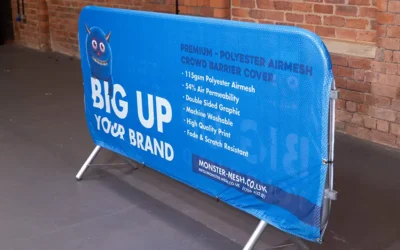 PREMIUM - POLYESTER AIRMESH
CROWD BARRIER COVER
- 115gsm Polyester Airmesh
- 54% Air Permeability
- Double Sided Graphic
- Machine Washable
- High Quality Print
- Fade & Scratch Resistant
BIG UP
YOUR BRAND
MONSTER-MESH.CO.UK